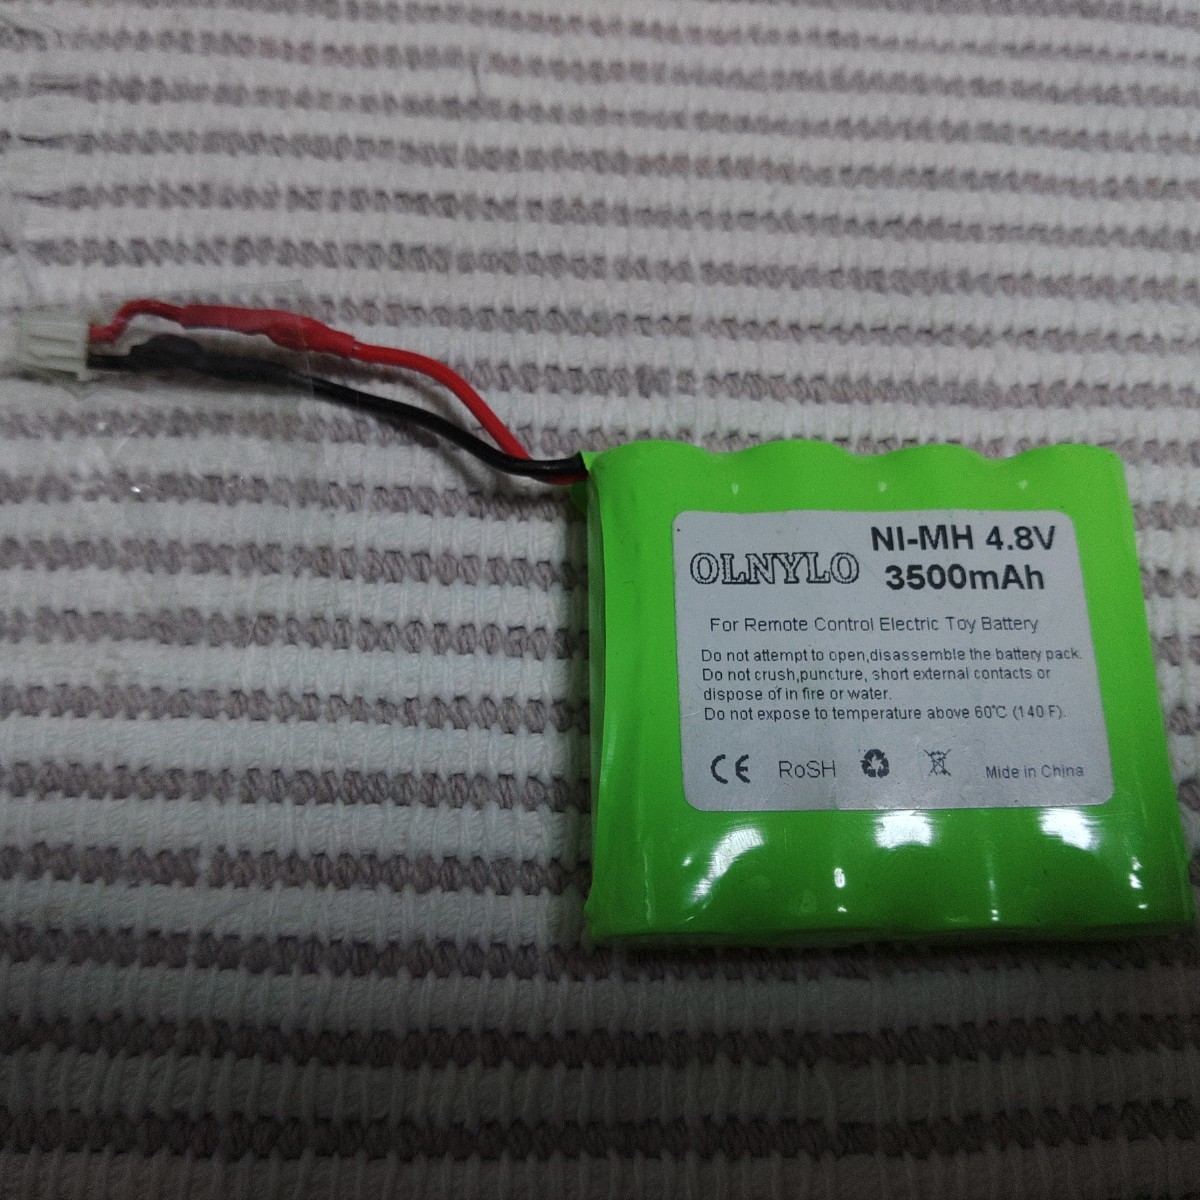 OLNYLO
NI-MH 4.8V
3500mAh
For Remote Control Electric Toy Battery
Do not attempt to open,disassemble the battery pack.
Do not crush,puncture, short external contacts or
dispose of in fire or water.
Do not expose to temperature above 60°C (140 F).
CE RoSH Mide in China